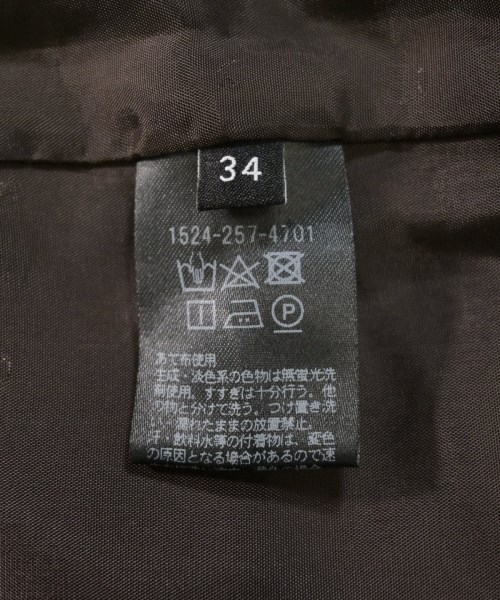 34
1524-257-4701
P
あて布使用
生成・淡色系の色物は無蛍光洗
剤使用。すすぎは十分行う。他
物と分けて洗う。つけ置き洗
濡れたままの放置禁止。
汗・飲料水等の付着物は、変色
の原因となる場合があるので速